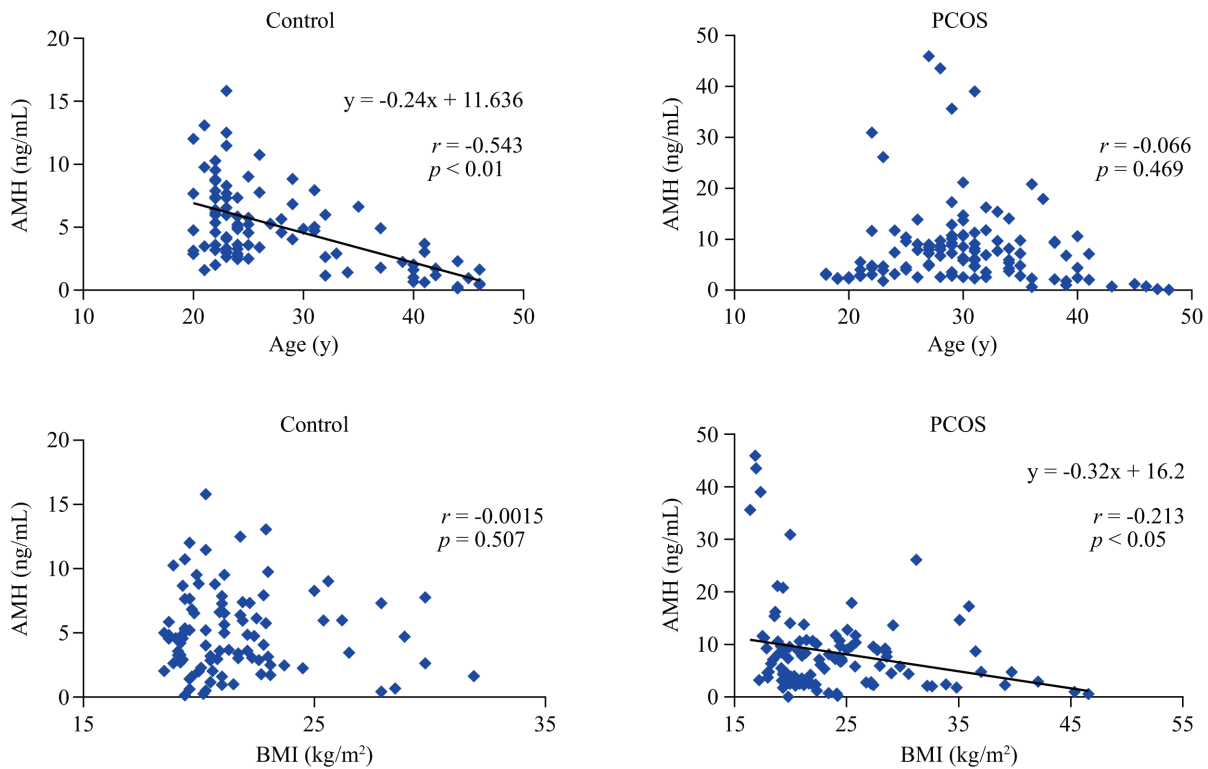 Control
20
15
10
5
0
AMH (ng/mL)
y = -0.24x + 11.636
r = -0.543
p < 0.01
10
20
30
40
50
Age (y)
PCOS
50
40
30
20
10
0
AMH (ng/mL)
r = -0.066
p = 0.469
10
20
30
40
50
Age (y)
Control
20
15
10
5
0
AMH (ng/mL)
r = -0.0015
p = 0.507
15
25
35
BMI (kg/m²)
PCOS
50
40
30
20
10
0
AMH (ng/mL)
y = -0.32x + 16.2
r = -0.213
p < 0.05
15
25
35
45
55
BMI (kg/m²)